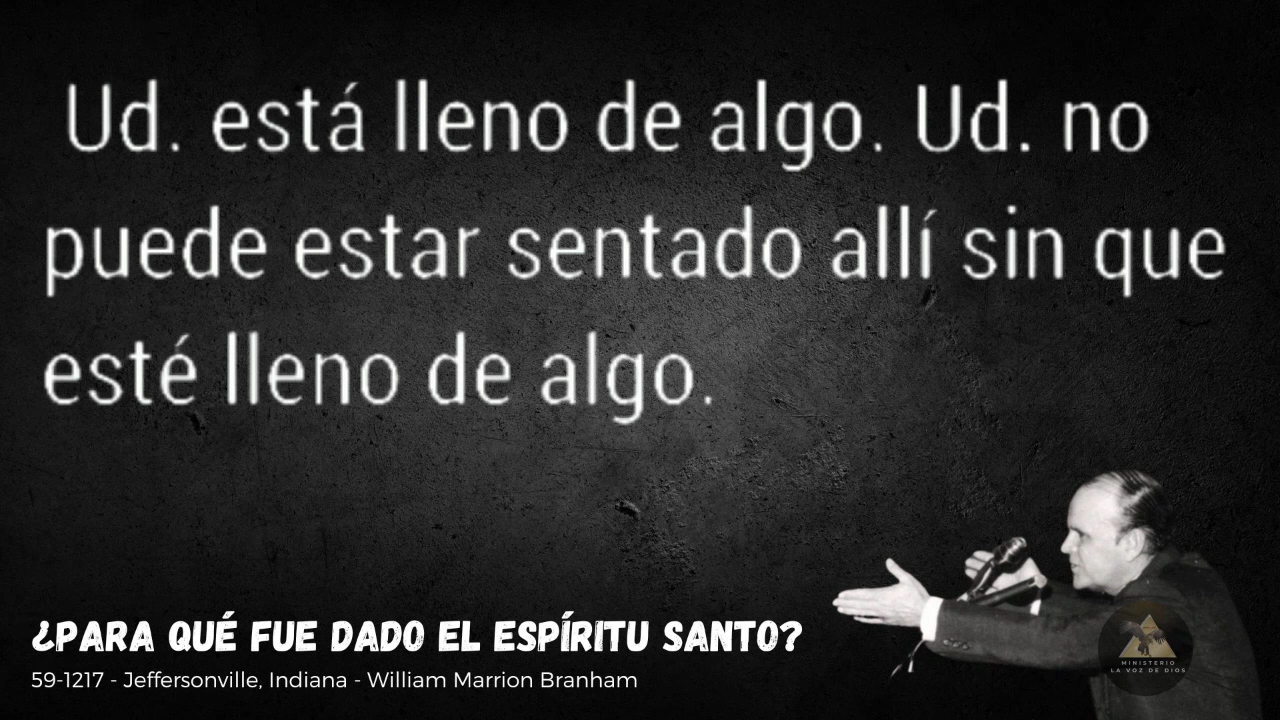 Ud. está lleno de algo. Ud. no
puede estar sentado allí sin que
esté lleno de algo.
¿PARA QUÉ FUE DADO EL ESPÍRITU SANTO?
59-1217 - Jeffersonville, Indiana - William Marrion Branham
MINISTERIO
LA VOZ DE DIOS